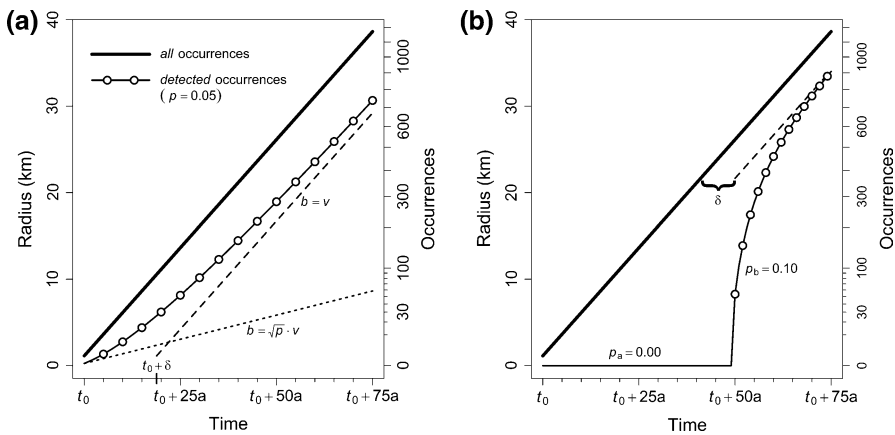 (a)
40
30
20
10
0
Radius (km)
all occurrences
detected occurrences
( p = 0.05)
b = v
b = √p · v
t0 + δ
1000
600
300
100
30
0
Occurrences
t0
t0 + 25a
t0 + 50a
t0 + 75a
Time
(b)
40
30
20
10
0
Radius (km)
δ
pb = 0.10
pa = 0.00
1000
600
300
100
30
0
Occurrences
t0
t0 + 25a
t0 + 50a
t0 + 75a
Time